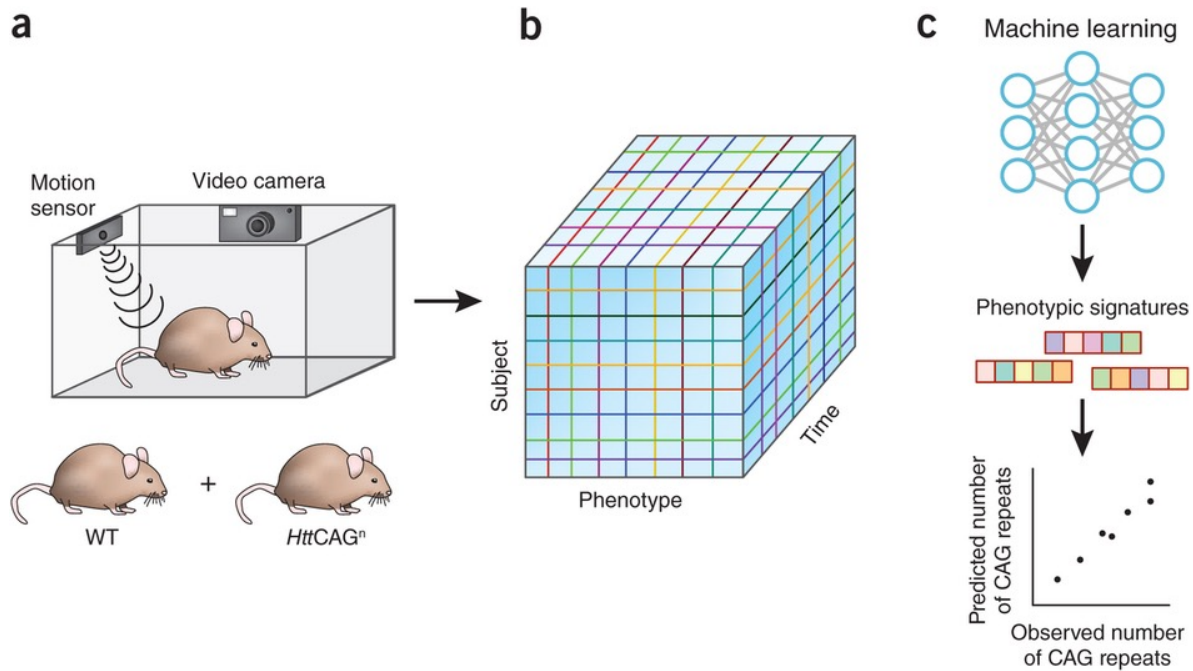 a
Motion
sensor
Video camera
WT
+
HttCAGⁿ
b
Subject
Phenotype
Time
c
Machine learning
Phenotypic signatures
Predicted number
of CAG repeats
Observed number
of CAG repeats